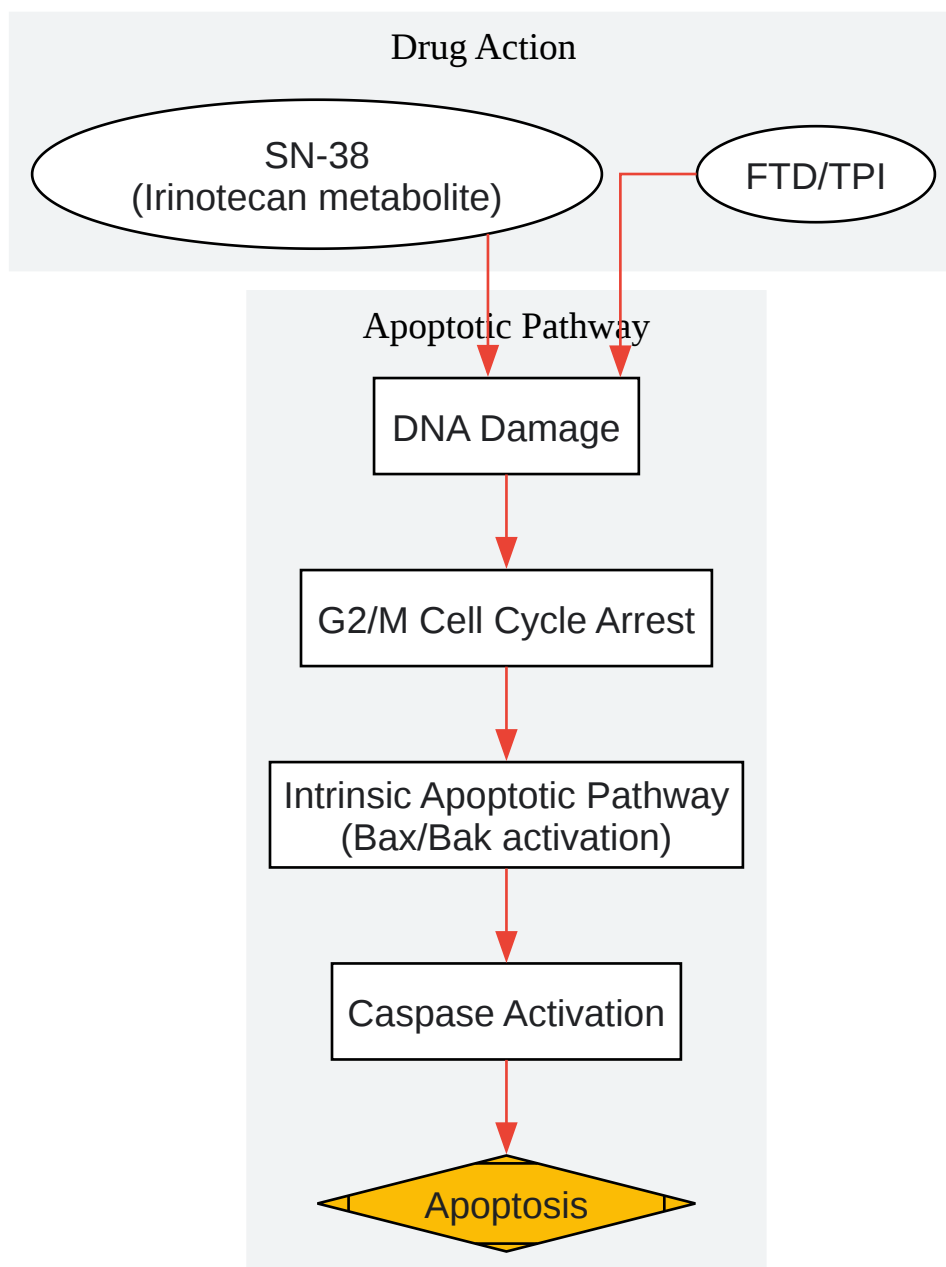 Drug Action
SN-38
(Irinotecan metabolite)
FTD/TPI
Apoptotic Pathway
DNA Damage
G2/M Cell Cycle Arrest
Intrinsic Apoptotic Pathway
(Bax/Bak activation)
Caspase Activation
Apoptosis